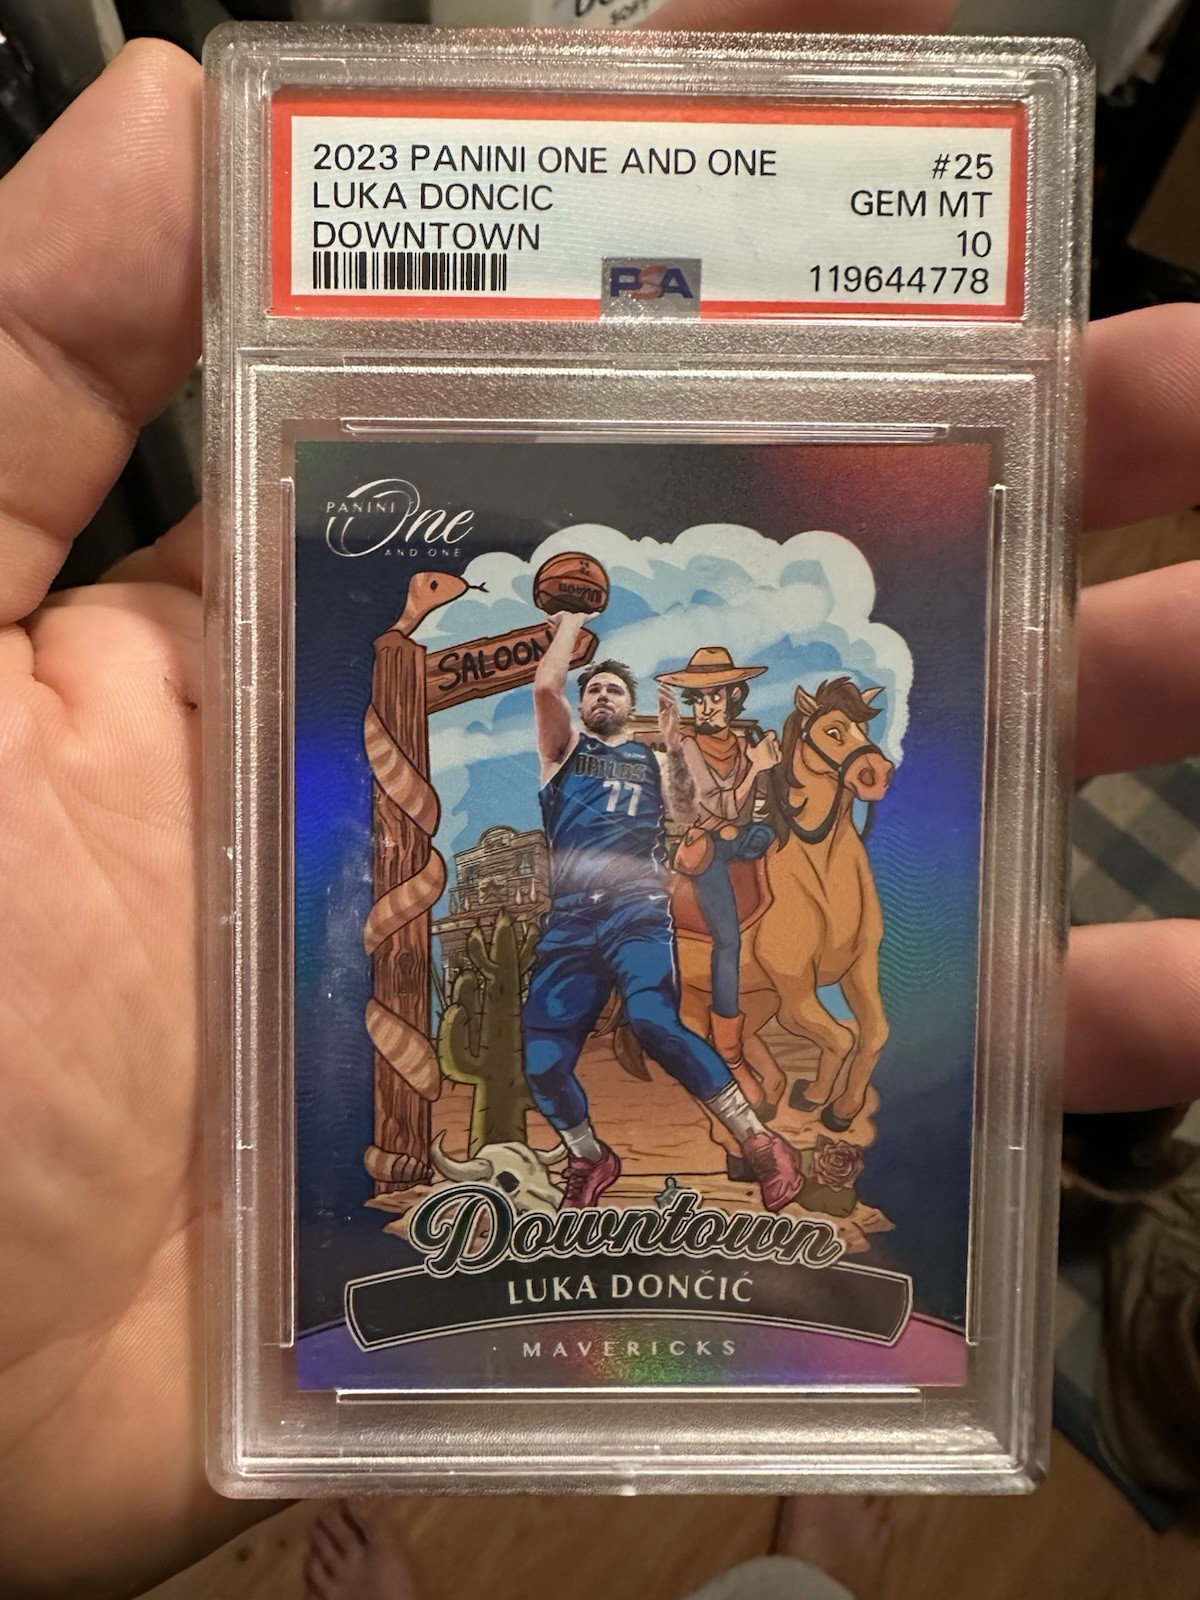 2023 PANINI ONE AND ONE #25
LUKA DONCIC GEM MT
DOWNTOWN 10
PSA 119644778
PANINI One
AND ONE
Wilson
SALOON
DALLAS
77
Downtown
LUKA DONČIĆ
MAVERICKS